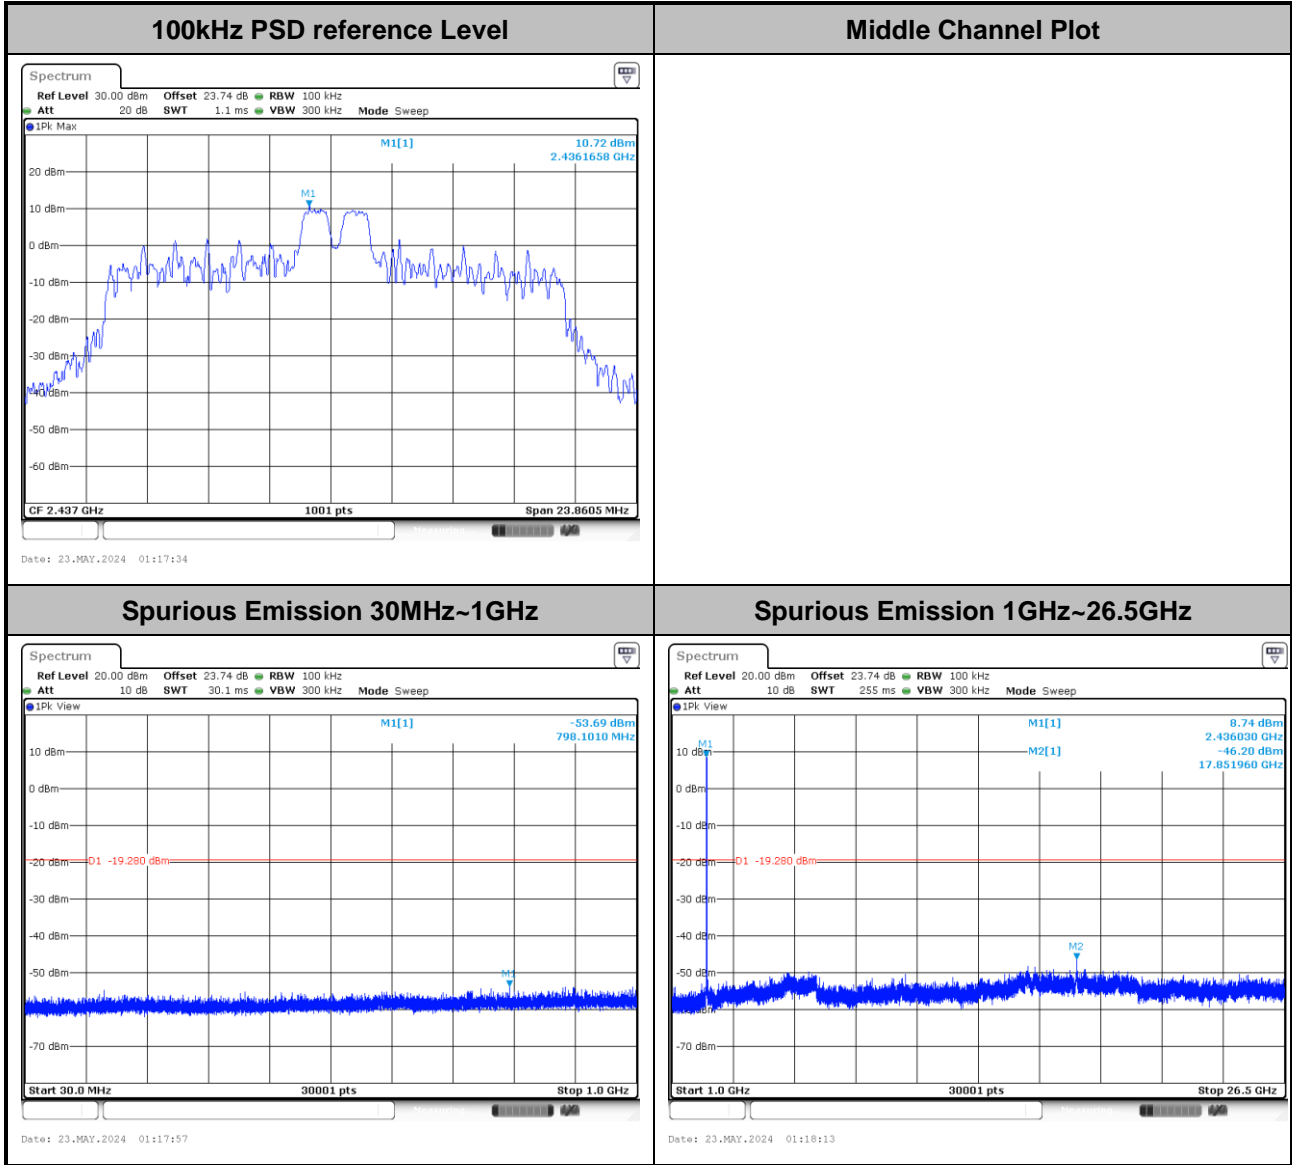 100kHz PSD reference Level
Middle Channel Plot
Spectrum
Ref Level 30.00 dBm Offset 23.74 dB RBW 100 kHz
Att 20 dB SWT 1.1 ms VBW 300 kHz Mode Sweep
1Pk Max
M1[1] 10.72 dBm
2.4361658 GHz
20 dBm
M1
10 dBm
0 dBm
-10 dBm
-20 dBm
-30 dBm
-40 dBm
-50 dBm
-60 dBm
CF 2.437 GHz 1001 pts Span 23.8605 MHz
Measuring...
Date: 23.MAY.2024 01:17:34
Spurious Emission 30MHz~1GHz
Spurious Emission 1GHz~26.5GHz
Spectrum
Ref Level 20.00 dBm Offset 23.74 dB RBW 100 kHz
Att 10 dB SWT 30.1 ms VBW 300 kHz Mode Sweep
1Pk View
M1[1] -53.69 dBm
798.1010 MHz
10 dBm
0 dBm
-10 dBm
-20 dBm D1 -19.280 dBm
-30 dBm
-40 dBm
-50 dBm
M1
-70 dBm
Start 30.0 MHz 30001 pts Stop 1.0 GHz
Measuring...
Date: 23.MAY.2024 01:17:57
Spectrum
Ref Level 20.00 dBm Offset 23.74 dB RBW 100 kHz
Att 10 dB SWT 255 ms VBW 300 kHz Mode Sweep
1Pk View
M1[1] 8.74 dBm
2.436030 GHz
M1
10 dBm M2[1] -46.20 dBm
17.851960 GHz
0 dBm
-10 dBm
-20 dBm D1 -19.280 dBm
-30 dBm
-40 dBm
M2
-50 dBm
-70 dBm
Start 1.0 GHz 30001 pts Stop 26.5 GHz
Measuring...
Date: 23.MAY.2024 01:18:13